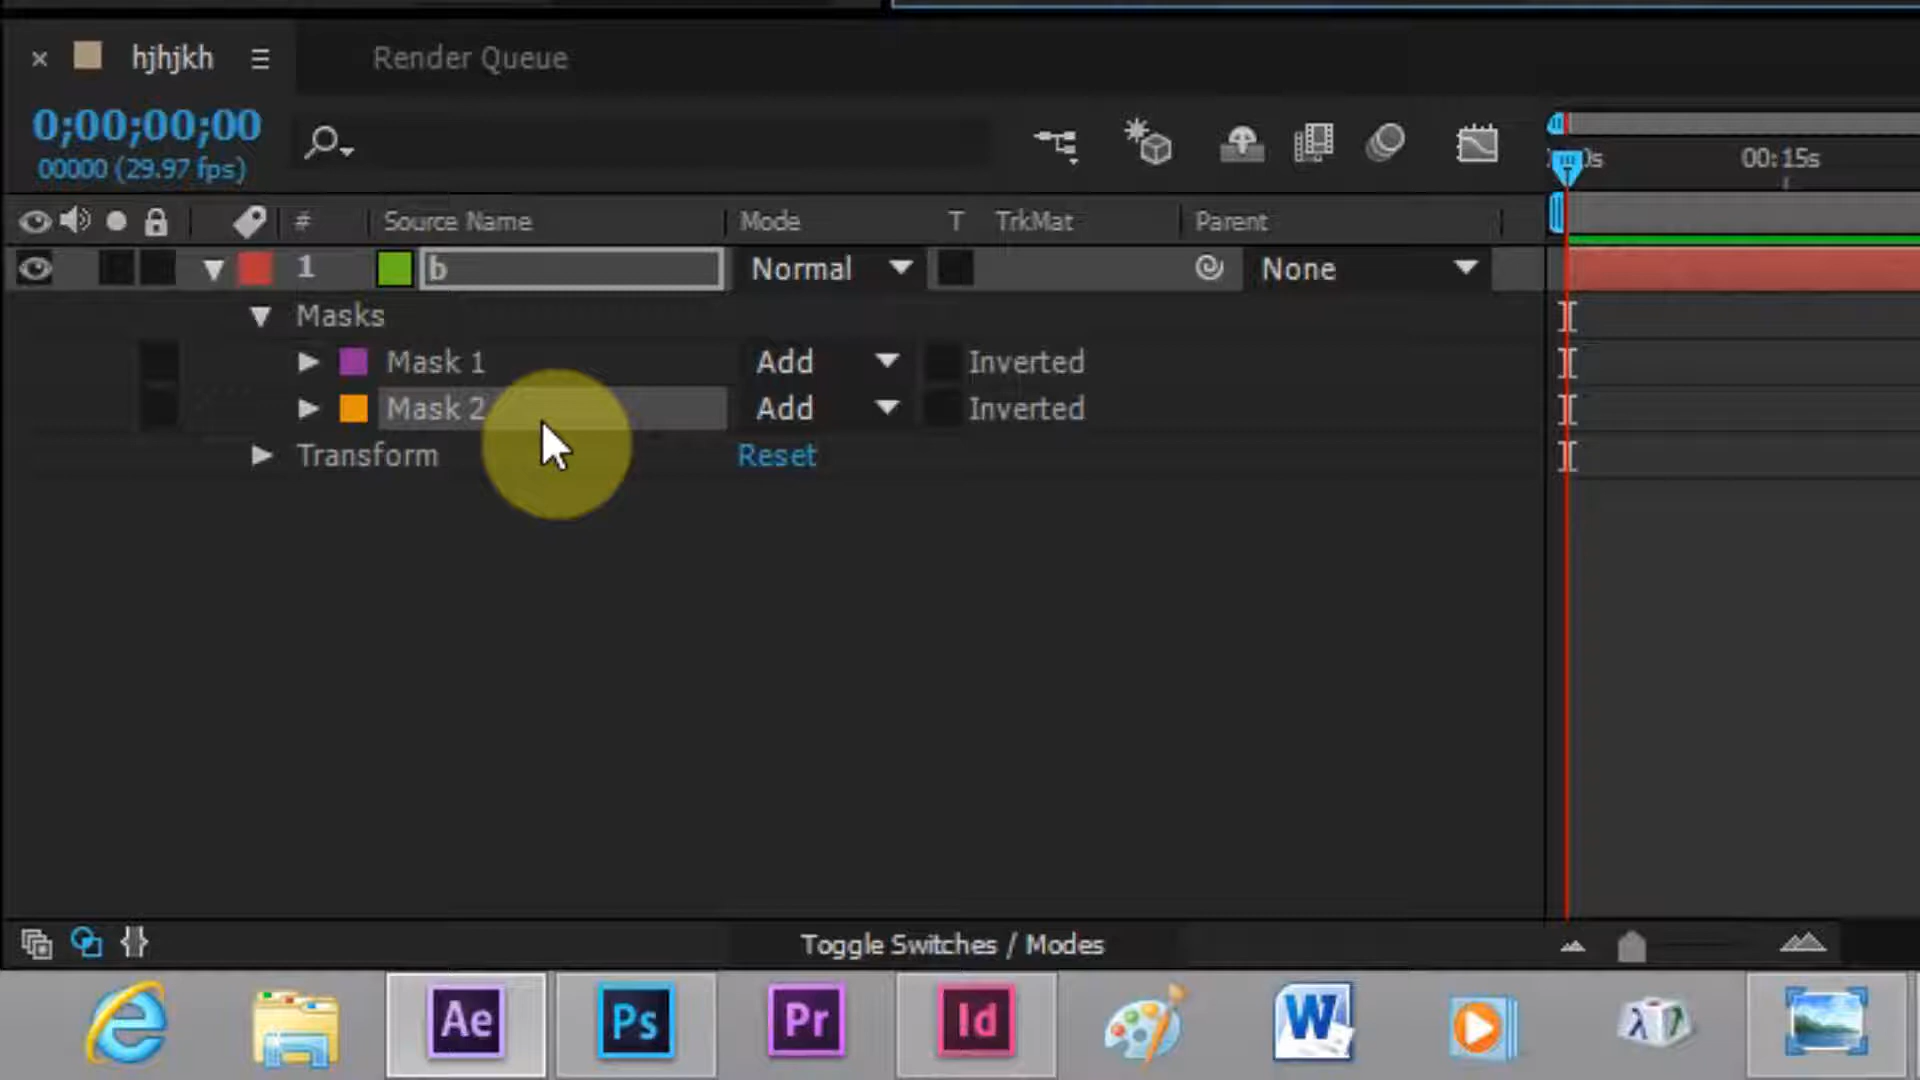 hjhjkh
Render Queue
0;00;00;00
00000 (29.97 fps)
00:15s
# Source Name Mode T TrkMat Parent
1 b Normal None
Masks
Mask 1 Add Inverted
Mask 2 Add Inverted
Transform Reset
Toggle Switches / Modes
Ae Ps Pr Id W